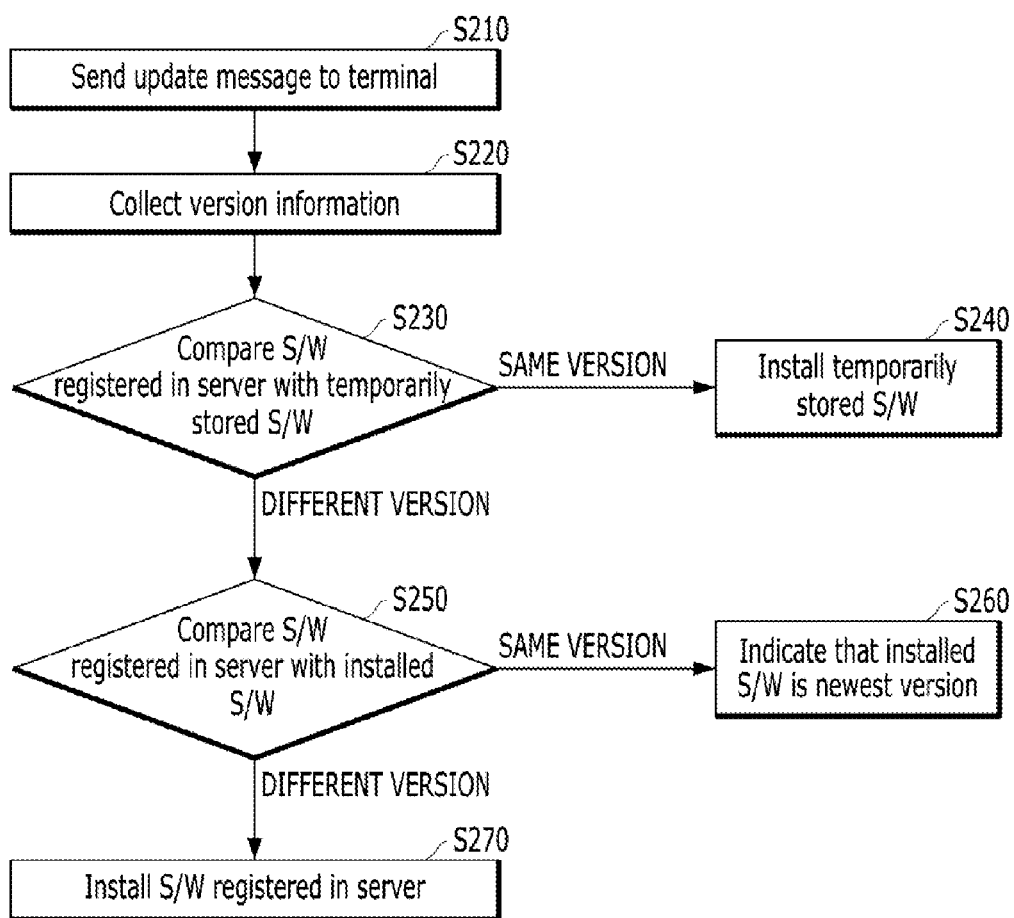 S210
Send update message to terminal
S220
Collect version information
S230
Compare S/W
registered in server with temporarily
stored S/W
SAME VERSION
S240
Install temporarily
stored S/W
DIFFERENT VERSION
S250
Compare S/W
registered in server with installed
S/W
SAME VERSION
S260
Indicate that installed
S/W is newest version
DIFFERENT VERSION
S270
Install S/W registered in server